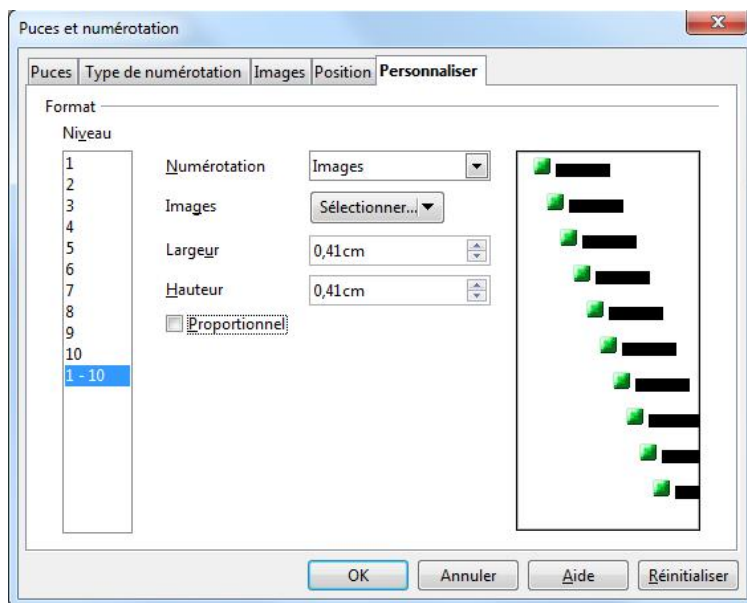 Puces et numérotation
Puces Type de numérotation Images Position Personnaliser
Format
Niveau
1
2
3
4
5
6
7
8
9
10
1 - 10
Numérotation Images
Images Sélectionner...
Largeur 0,41cm
Hauteur 0,41cm
Proportionnel
OK Annuler Aide Réinitialiser